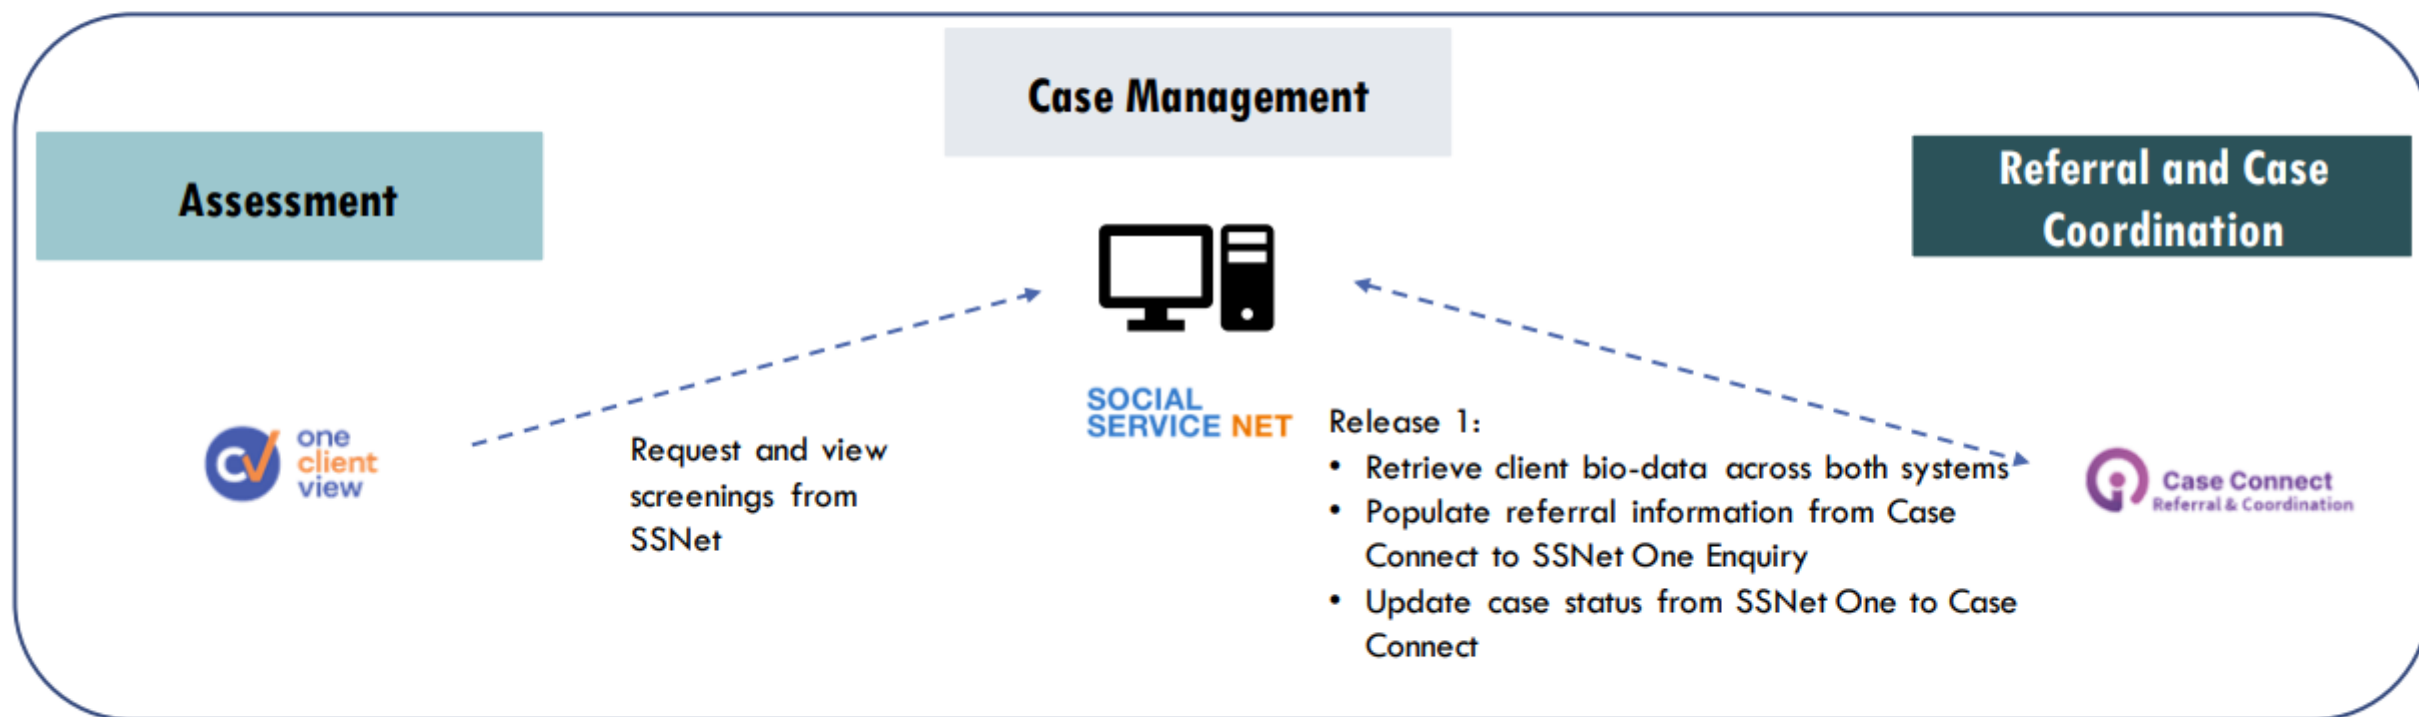 Case Management
Assessment
Referral and Case
Coordination
one
client
view
Request and view
screenings from
SSNet
SOCIAL
SERVICE NET
Release 1:
• Retrieve client bio-data across both systems
• Populate referral information from Case
Connect to SSNet One Enquiry
• Update case status from SSNet One to Case
Connect
Case Connect
Referral & Coordination